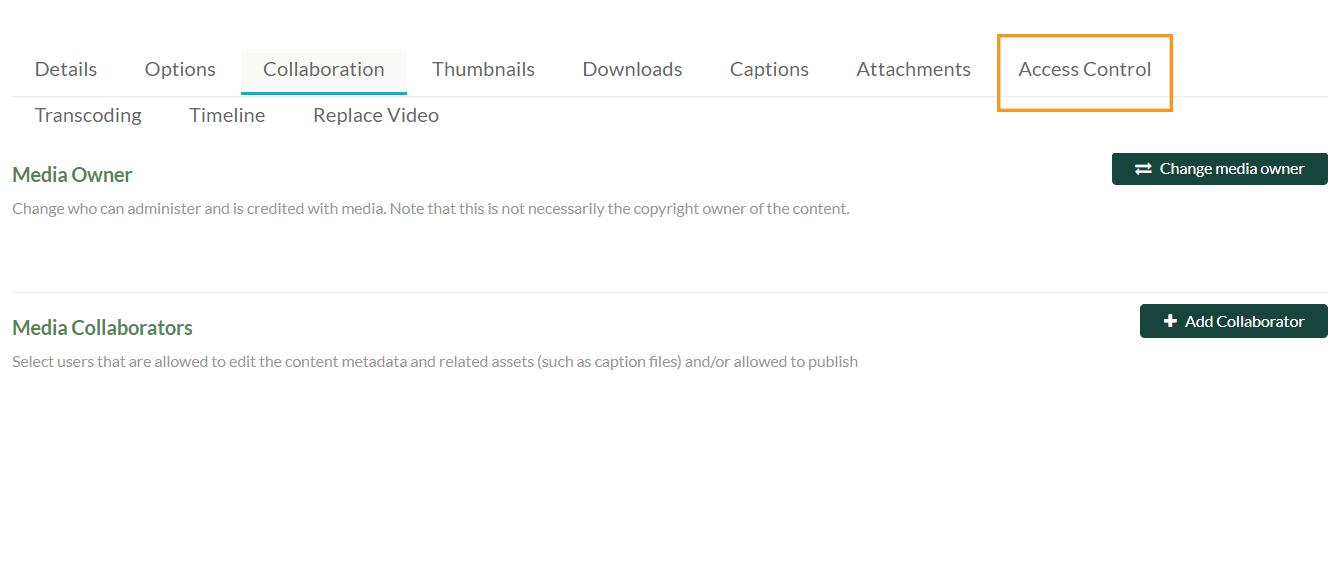 Details Options Collaboration Thumbnails Downloads Captions Attachments Access Control
Transcoding Timeline Replace Video
Media Owner
Change media owner
Change who can administer and is credited with media. Note that this is not necessarily the copyright owner of the content.
Media Collaborators
Add Collaborator
Select users that are allowed to edit the content metadata and related assets (such as caption files) and/or allowed to publish